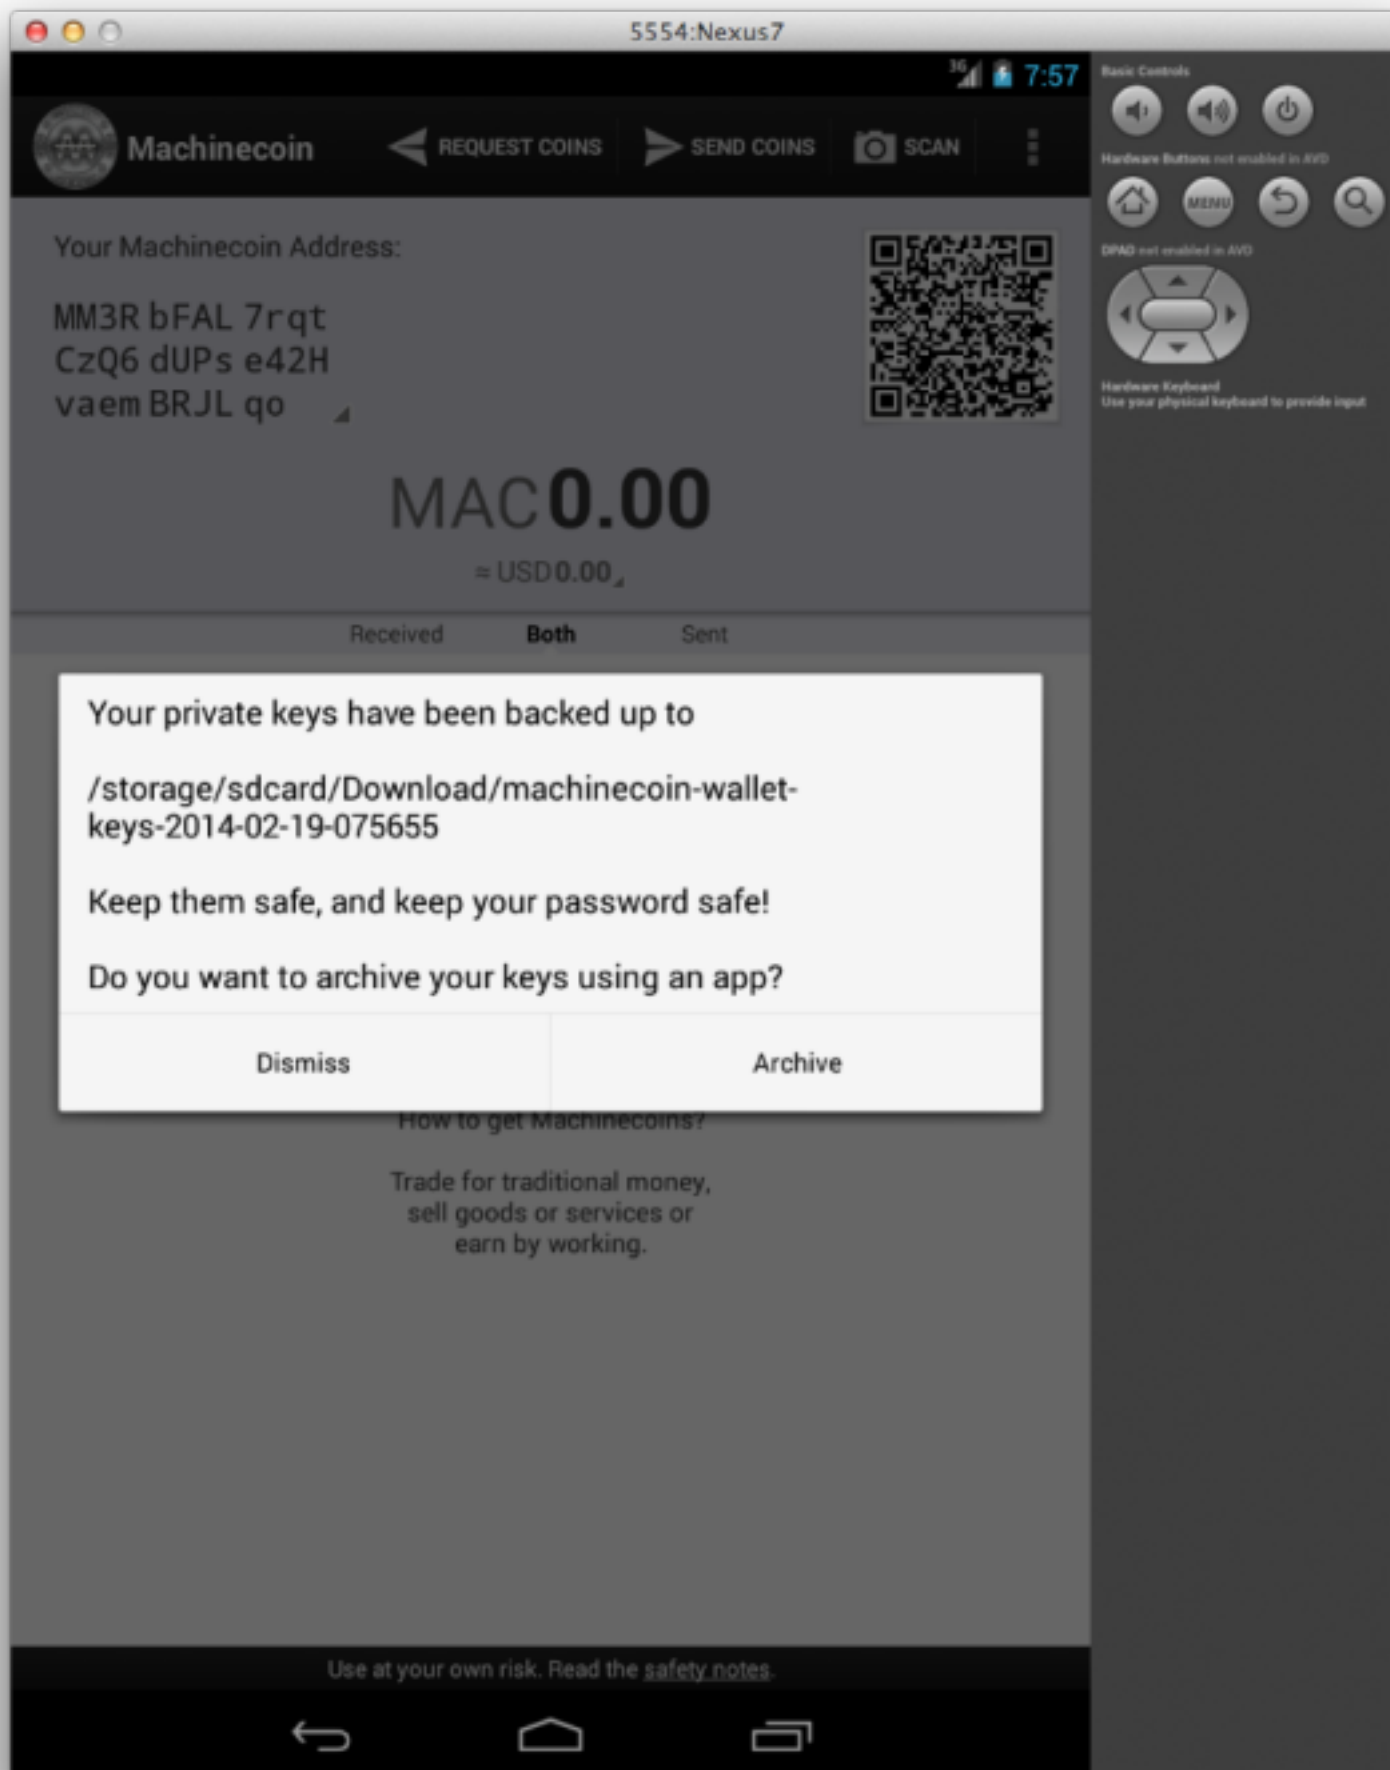 5554:Nexus7
3G 7:57
Machinecoin REQUEST COINS SEND COINS SCAN
Your Machinecoin Address:
MM3R bFAL 7rqt
CzQ6 dUPs e42H
vaem BRJL qo
MAC 0.00
≈ USD 0.00
Received Both Sent
Your private keys have been backed up to
/storage/sdcard/Download/machinecoin-wallet-
keys-2014-02-19-075655
Keep them safe, and keep your password safe!
Do you want to archive your keys using an app?
Dismiss Archive
How to get Machinecoins?
Trade for traditional money,
sell goods or services or
earn by working.
Use at your own risk. Read the safety notes.
Basic Controls
Hardware Buttons not enabled in AVD
MENU
DPAD not enabled in AVD
Hardware Keyboard
Use your physical keyboard to provide input